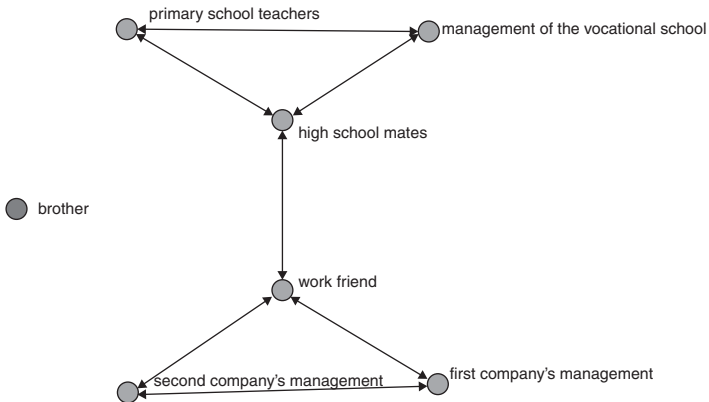 primary school teachers
management of the vocational school
high school mates
brother
work friend
first company's management
second company's management